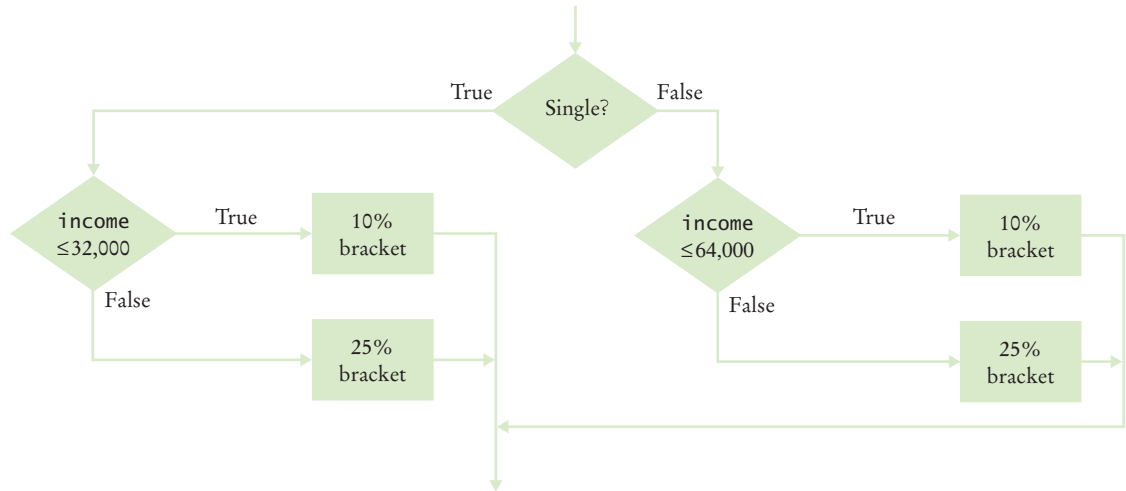 True
Single?
False
income
≤32,000
True
10%
bracket
False
25%
bracket
income
≤64,000
True
10%
bracket
False
25%
bracket